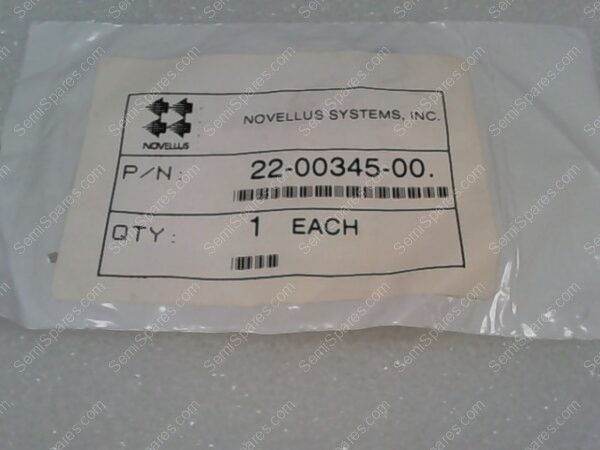 NOVELLUS SYSTEMS, INC.
NOVELLUS
P/N: 22-00345-00.
QTY: 1 EACH
SemiSpares.com